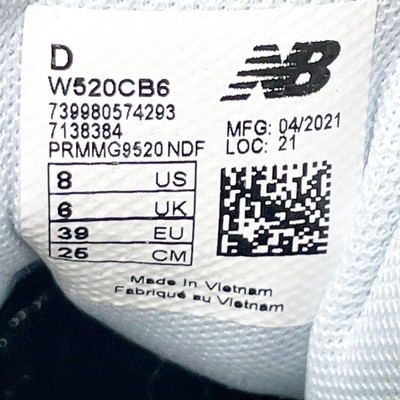 D
NB
W520CB6
739980574293
7138384
PRMMG9520 NDF
MFG: 04/2021
LOC: 21
8 US
6 UK
39 EU
25 CM
Made in Vietnam
Fabriqué au Vietnam